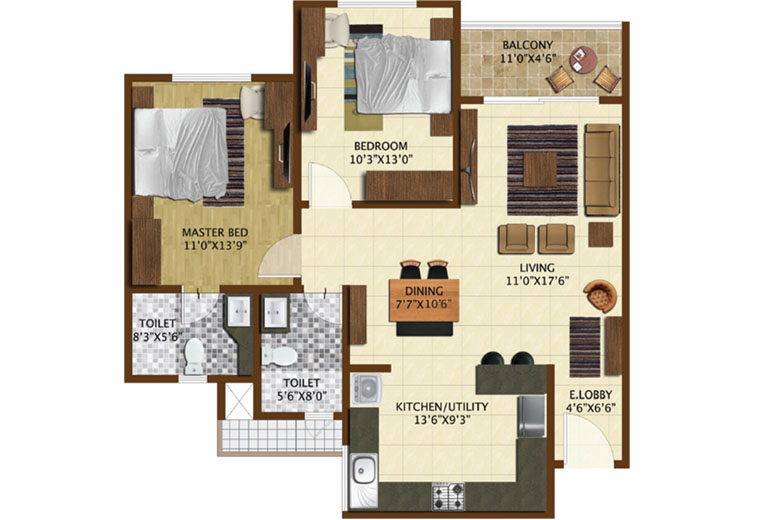 BALCONY
11'0"X4'6"
BEDROOM
10'3"X13'0"
MASTER BED
11'0"X13'9"
LIVING
11'0"X17'6"
DINING
7'7"X10'6"
TOILET
8'3"X5'6"
TOILET
5'6"X8'0"
KITCHEN/UTILITY
13'6"X9'3"
E.LOBBY
4'6"X6'6"